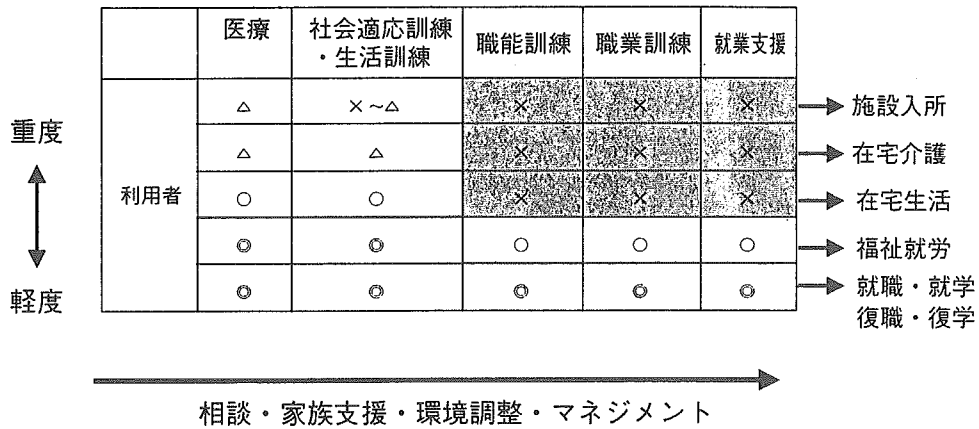 医療 社会適応訓練・生活訓練 職能訓練 職業訓練 就業支援
重度 利用者 △ ×~△ × × × 施設入所
△ △ × × × 在宅介護
○ ○ × × × 在宅生活
◎ ◎ ○ ○ ○ 福祉就労
軽度 ◎ ◎ ◎ ◎ ◎ 就職・就学
復職・復学
相談・家族支援・環境調整・マネジメント